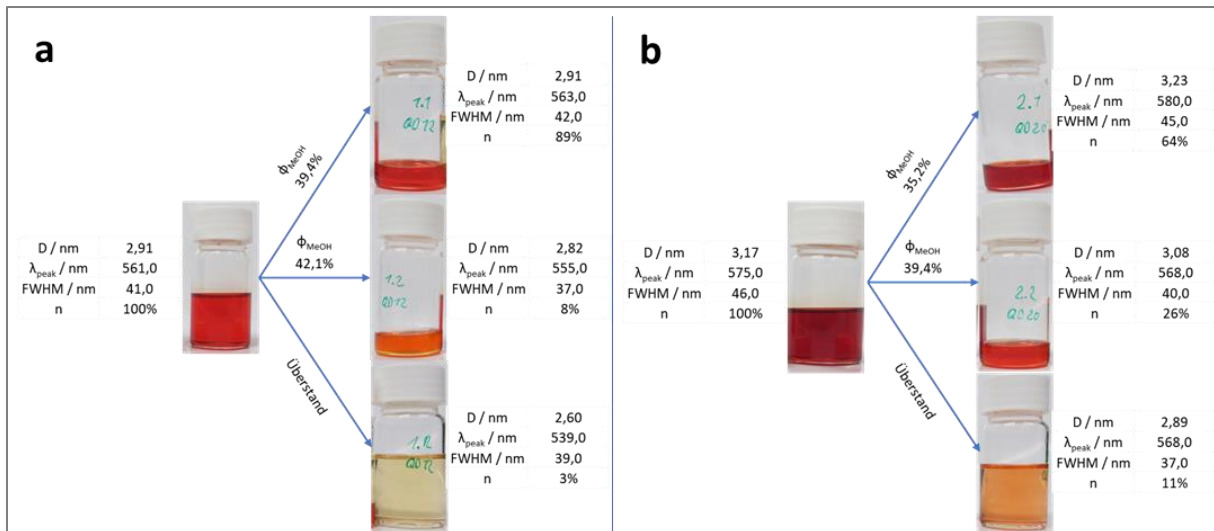 a
D / nm 2,91
λpeak / nm 561,0
FWHM / nm 41,0
n 100%
ϕMeOH
39,4%
ϕMeOH
42,1%
Überstand
1.1
QD12
D / nm 2,91
λpeak / nm 563,0
FWHM / nm 42,0
n 89%
1.2
QD12
D / nm 2,82
λpeak / nm 555,0
FWHM / nm 37,0
n 8%
QD12
D / nm 2,60
λpeak / nm 539,0
FWHM / nm 39,0
n 3%
b
D / nm 3,17
λpeak / nm 575,0
FWHM / nm 46,0
n 100%
ϕMeOH
35,2%
ϕMeOH
39,4%
Überstand
2.1
QD20
D / nm 3,23
λpeak / nm 580,0
FWHM / nm 45,0
n 64%
2.2
QD20
D / nm 3,08
λpeak / nm 568,0
FWHM / nm 40,0
n 26%
D / nm 2,89
λpeak / nm 568,0
FWHM / nm 37,0
n 11%